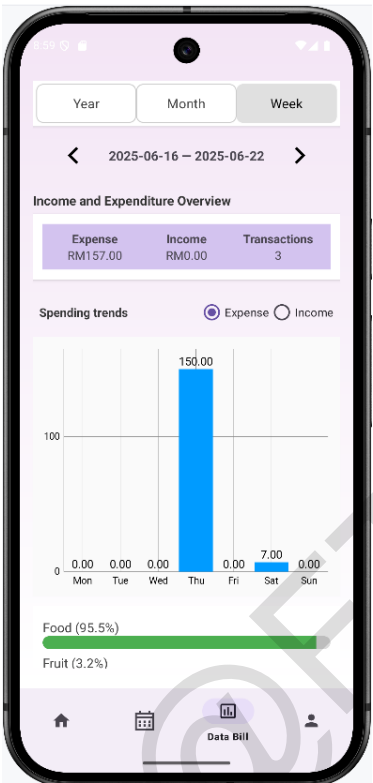 8:59
Year Month Week
2025-06-16 — 2025-06-22
Income and Expenditure Overview
Expense Income Transactions
RM157.00 RM0.00 3
Spending trends Expense Income
150.00
100
7.00
0.00 0.00 0.00 0.00 0.00
0
Mon Tue Wed Thu Fri Sat Sun
Food (95.5%)
Fruit (3.2%)
Data Bill